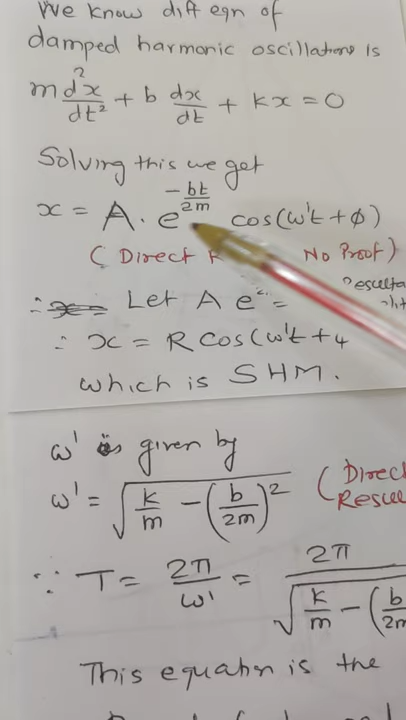 We know diff eqn of
damped harmonic oscillations is
m d²x/dt² + b dx/dt + kx = 0
Solving this we get
x = A · e^(-bt/2m) cos(ω't + φ)
( Direct R No Proof )
∴ Let A e =
∴ x = R cos(ω't +
which is SHM.
ω' is given by
ω' = √(k/m - (b/2m)²) ( Direct
∵ T = 2π/ω' = 2π/√(k/m - (b/2m
This equation is the